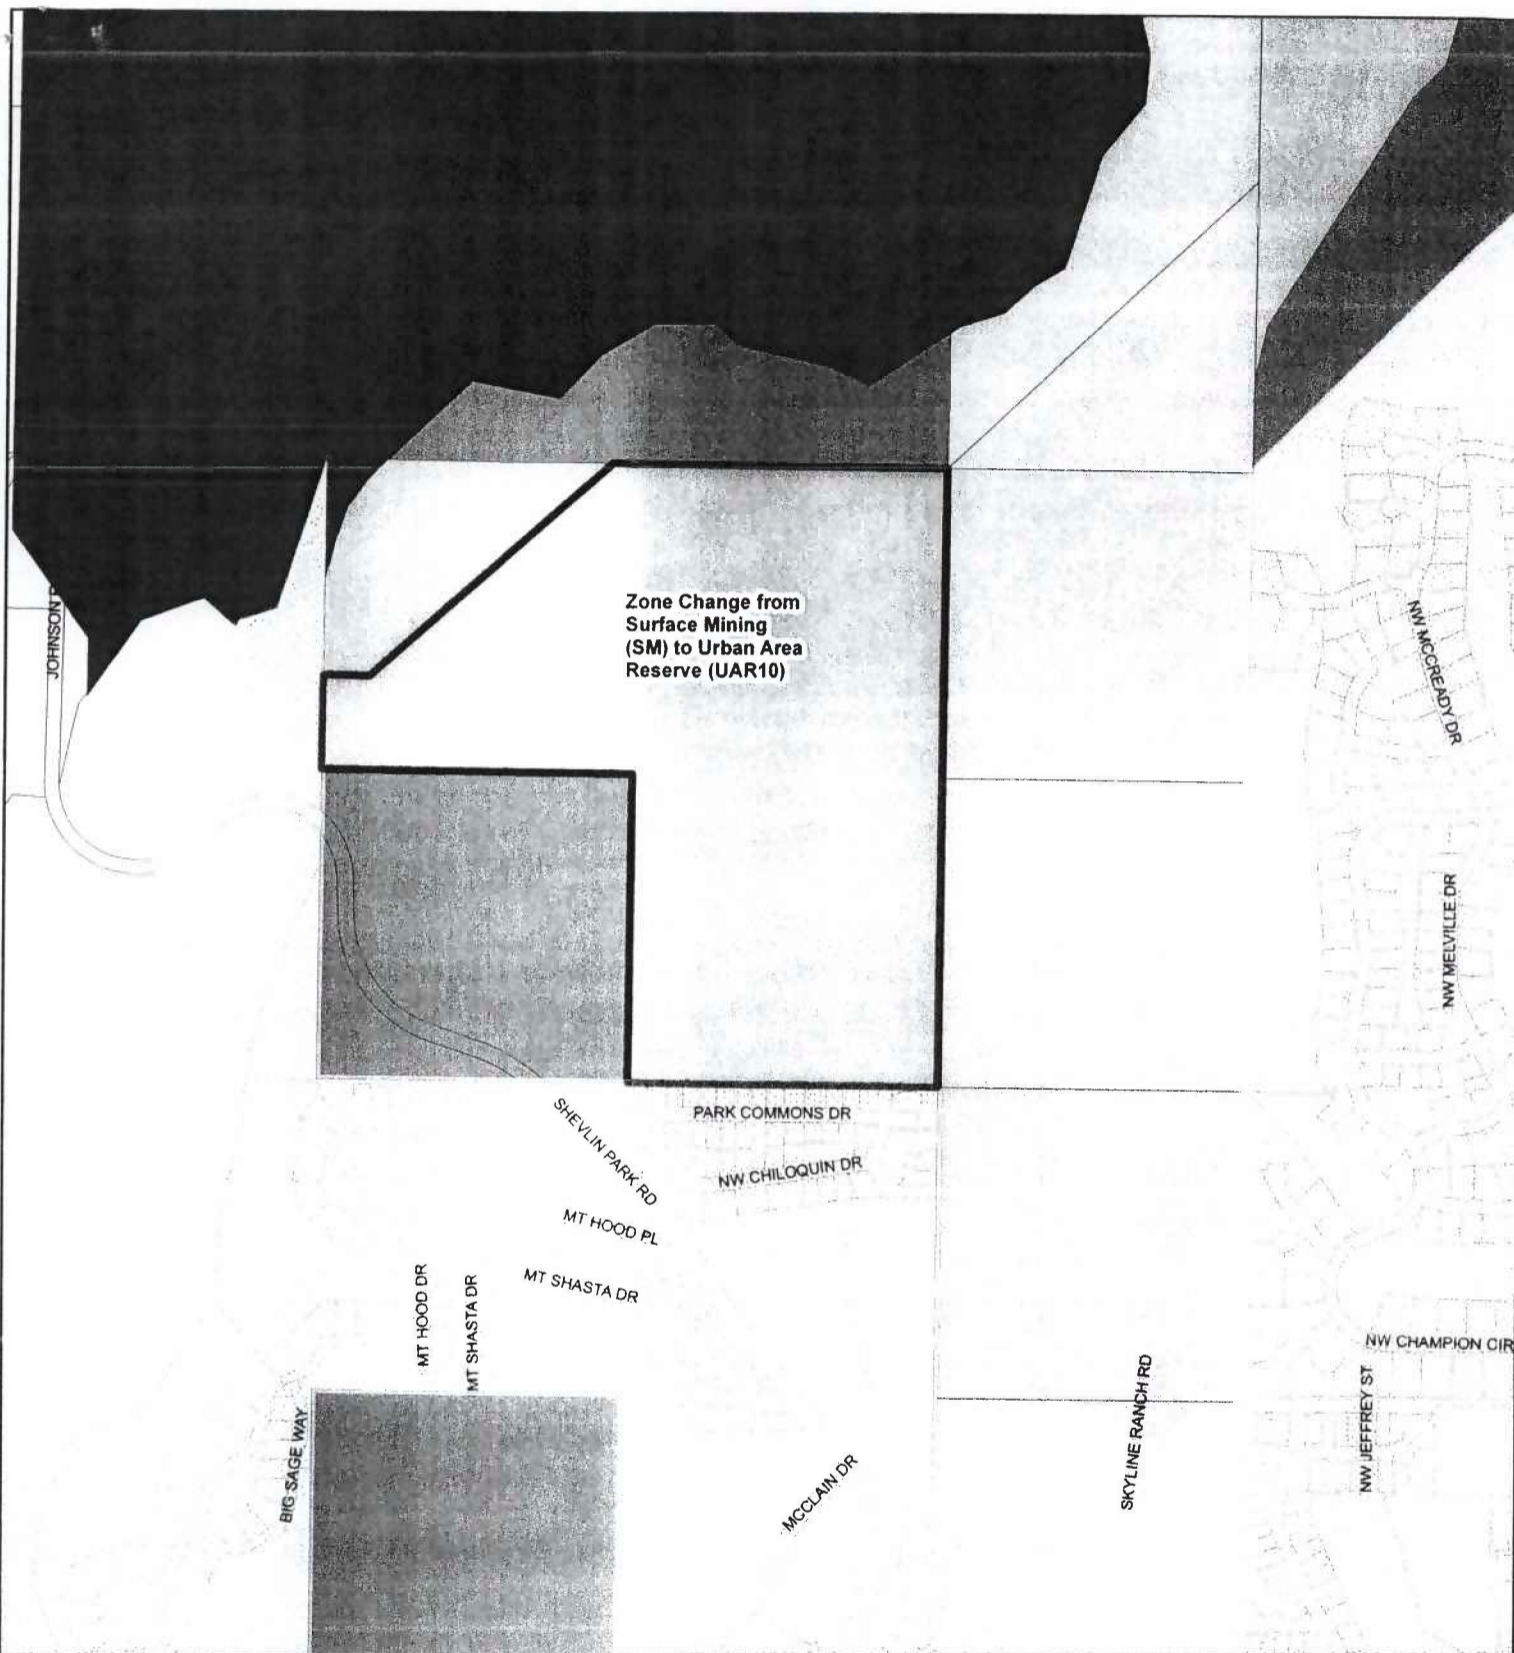 JOHNSON
Zone Change from
Surface Mining
(SM) to Urban Area
Reserve (UAR10)
NW MCCREADY DR
NW MELVILLE DR
PARK COMMONS DR
SHEVLIN PARK RD
NW CHILOQUIN DR
MT HOOD PL
MT SHASTA DR
MT HOOD DR
MT SHASTA DR
NW CHAMPION CIR
SKYLINE RANCH RD
NW JEFFREY ST
BIG SAGE WAY
MCCLAIN DR